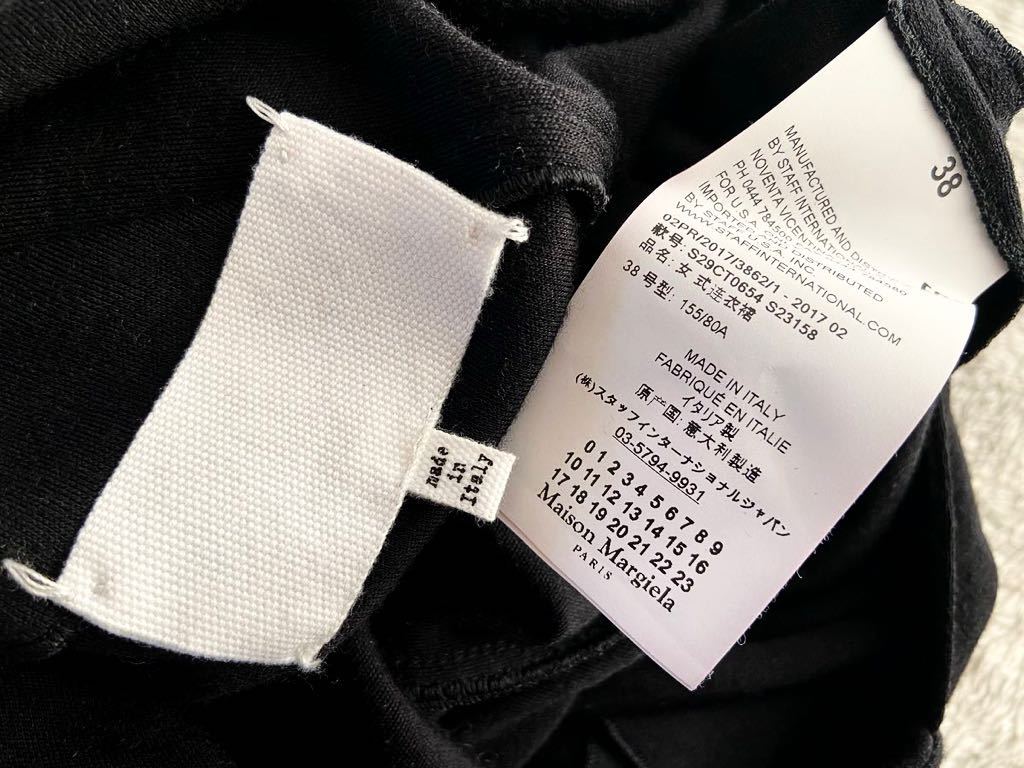 made
in
Italy
38
MANUFACTURED AND
BY STAFF INTERNATIONAL
NOVENTA VICENTINA
PH 0444 784500
IMPORTED DISTRIBUTED
FOR U.S.A.
BY STAFF USA INC.
WWW.STAFFINTERNATIONAL.COM
02PR/2017/3862/1 - 2017 02
款号: S29CT0654 S23158
品名: 女 式连衣裙
38 号型: 155/80A
MADE IN ITALY
FABRIQUÉ EN ITALIE
イタリア製
原产国: 意大利製造
(株)スタッフインターナショナルジャパン
03-5794-9931
0 1 2 3 4 5 6 7 8 9
10 11 12 13 14 15 16
17 18 19 20 21 22 23
Maison Margiela
PARIS